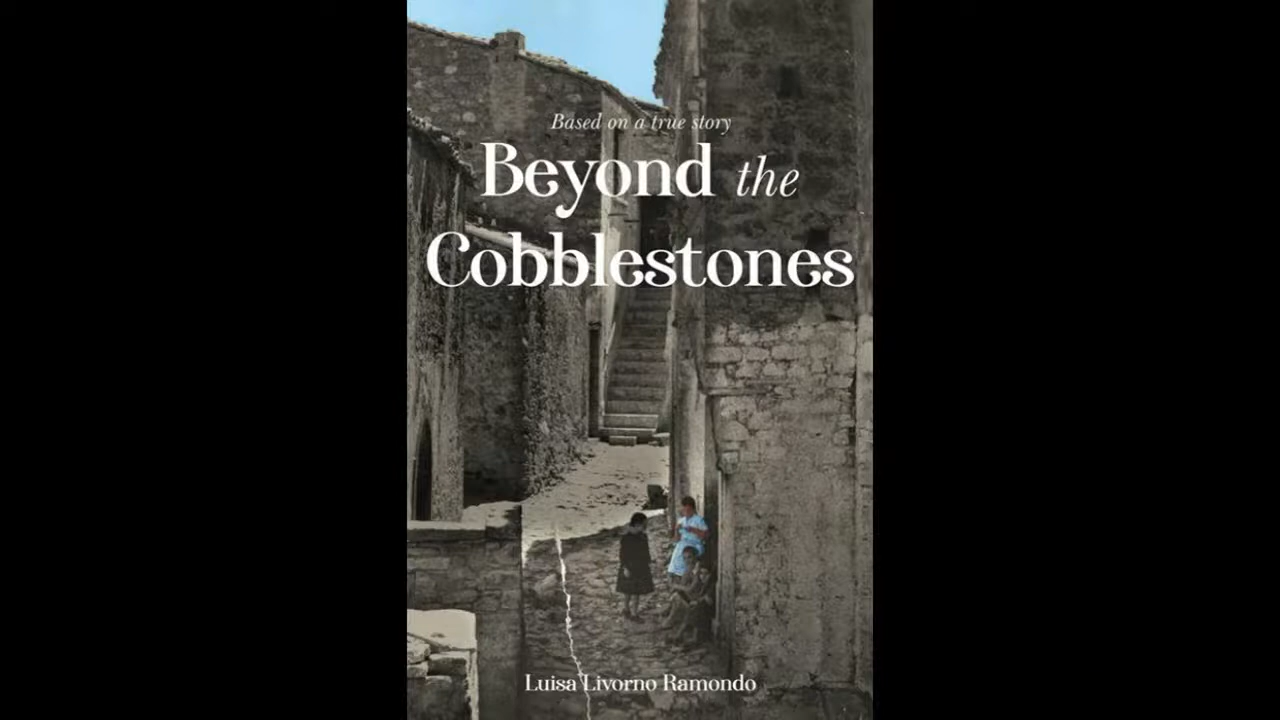 Based on a true story
Beyond the
Cobblestones
Luisa Livorno Ramondo